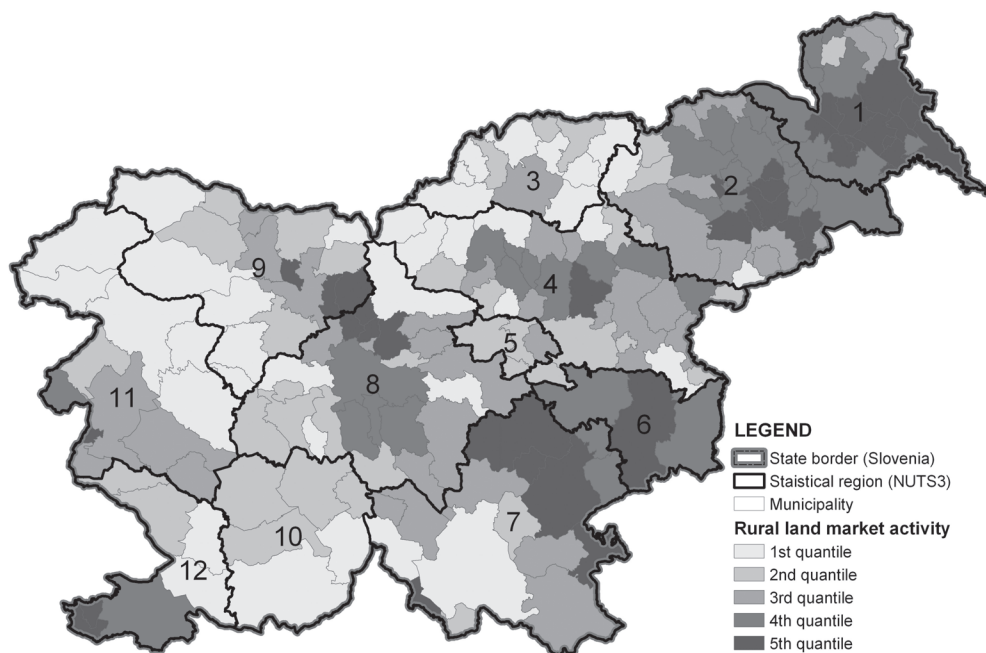 1
2
3
4
5
6
7
8
9
10
11
12
LEGEND
State border (Slovenia)
Staistical region (NUTS3)
Municipality
Rural land market activity
1st quantile
2nd quantile
3rd quantile
4th quantile
5th quantile